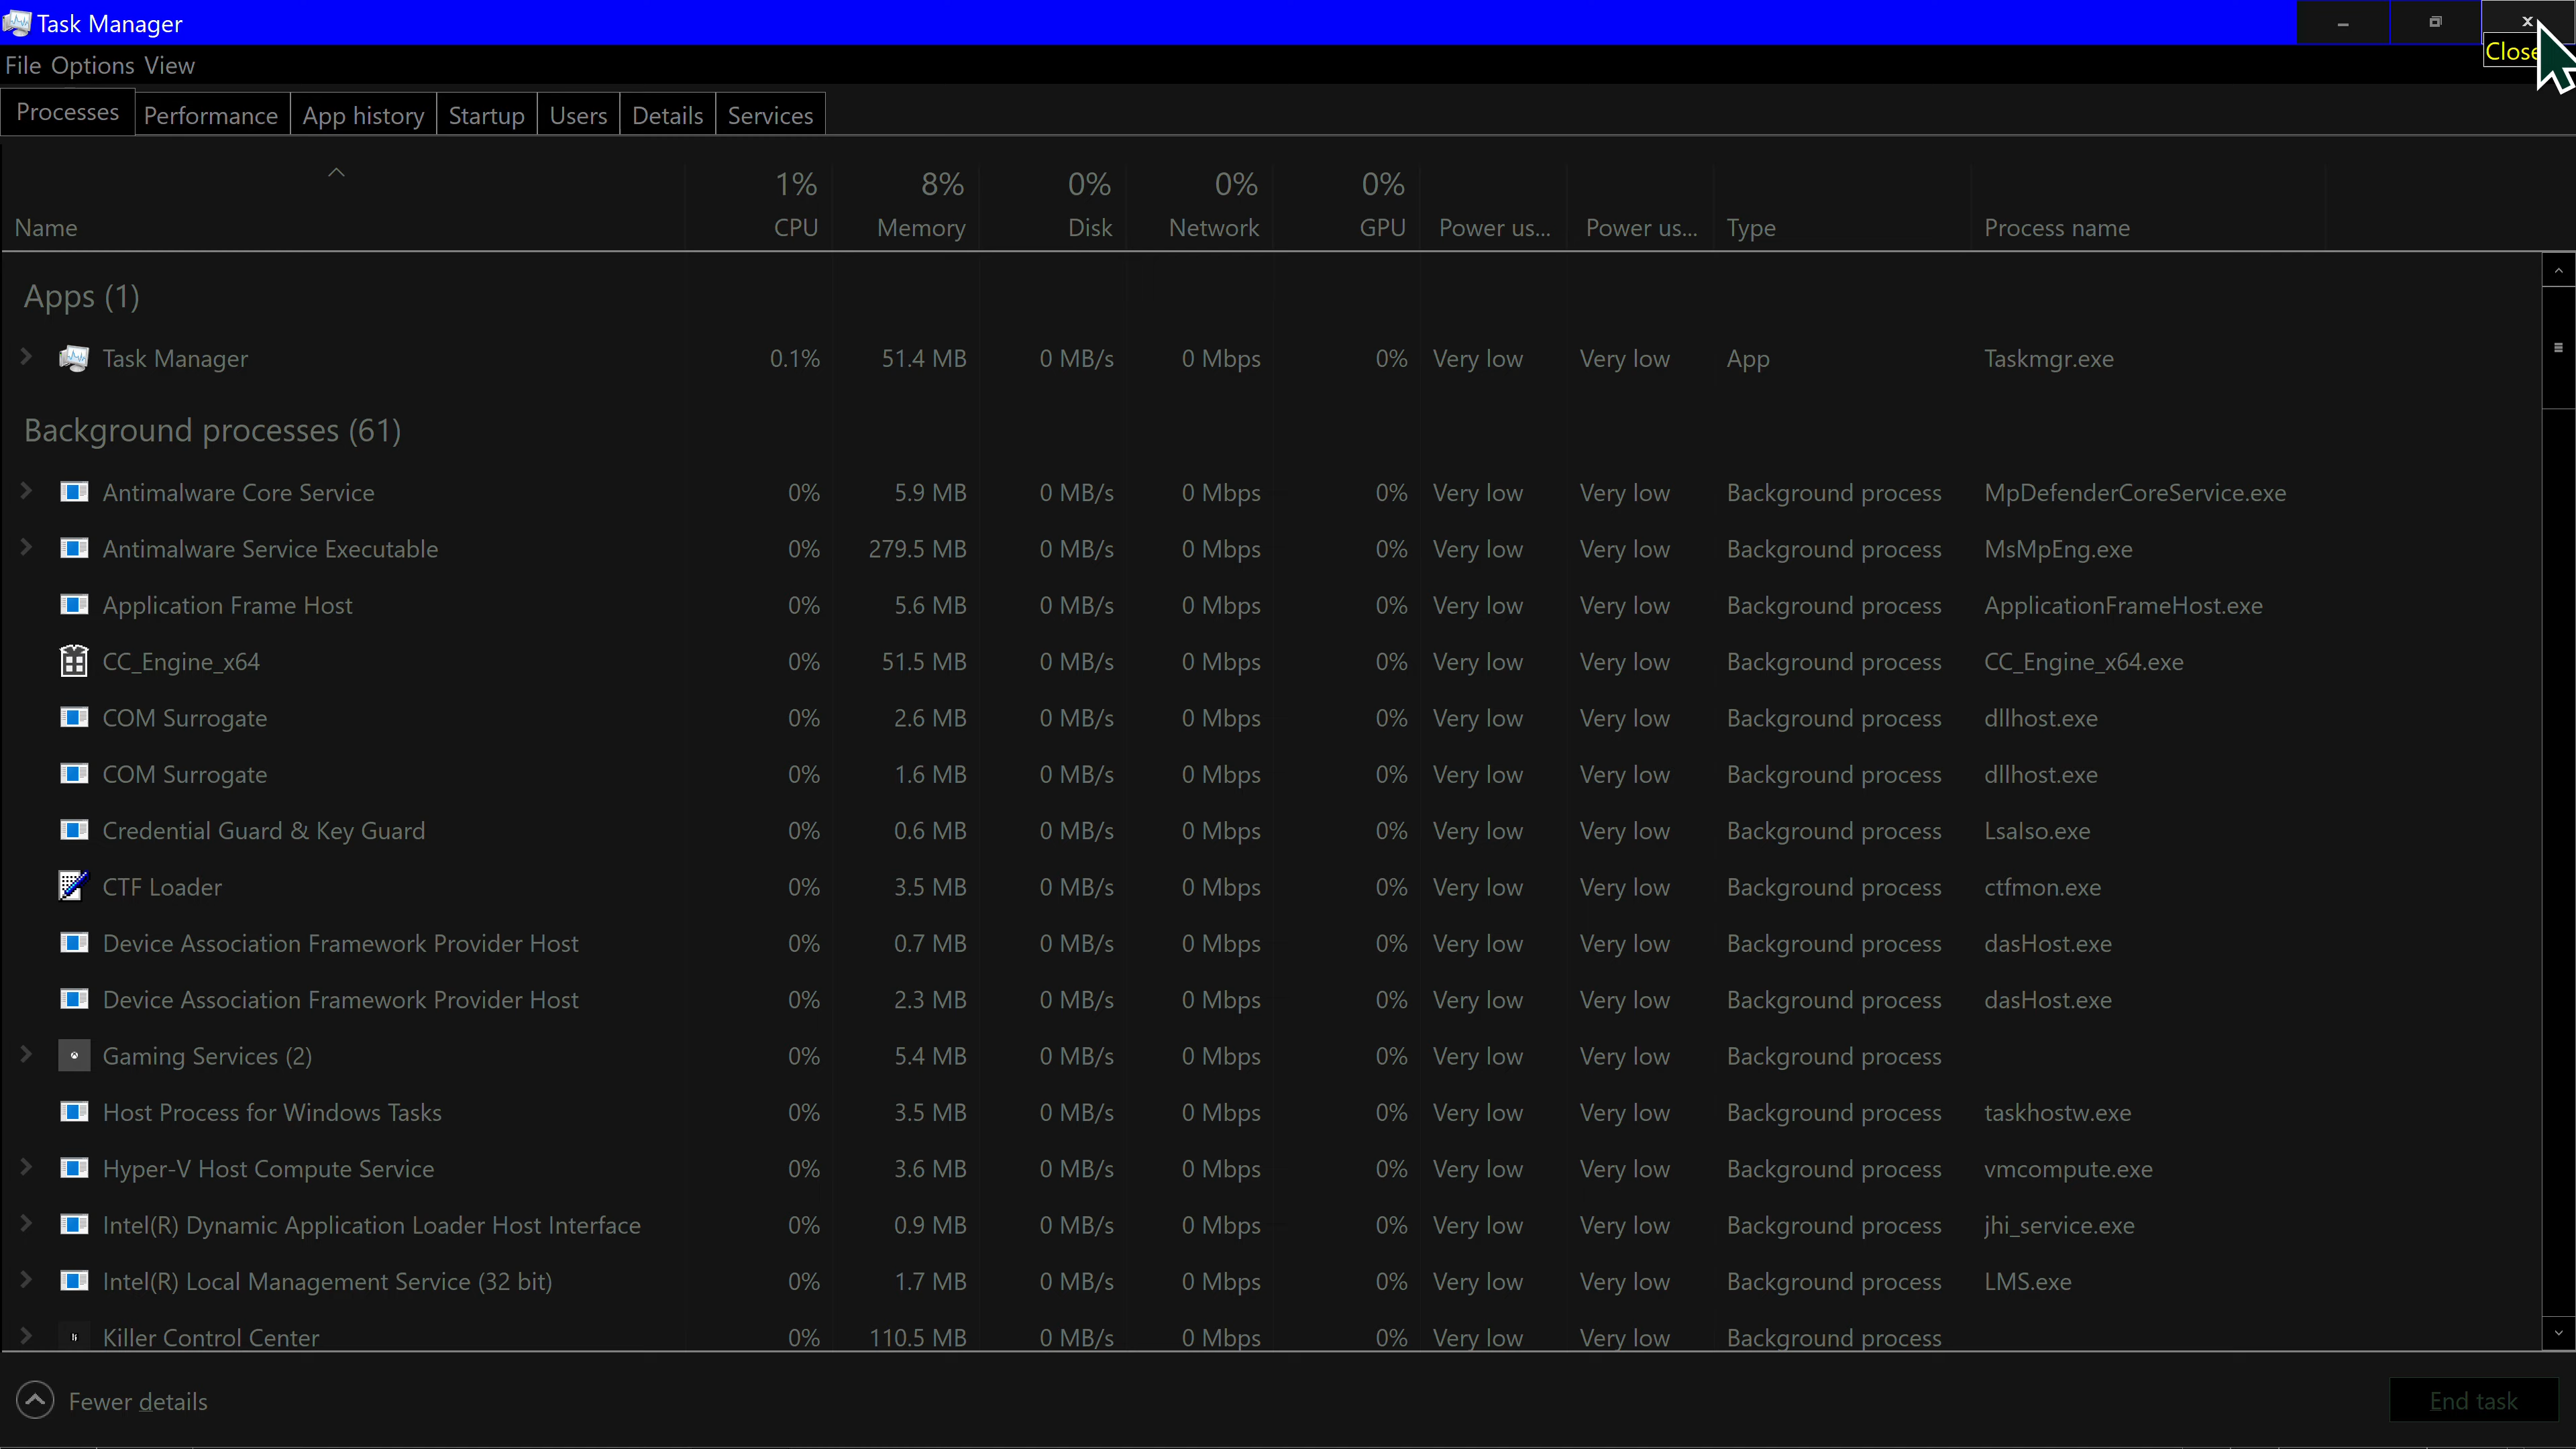 Task Manager
Close
File Options View
Processes Performance App history Startup Users Details Services
1% 8% 0% 0% 0%
Name CPU Memory Disk Network GPU Power us... Power us... Type Process name
Apps (1)
Task Manager 0.1% 51.4 MB 0 MB/s 0 Mbps 0% Very low Very low App Taskmgr.exe
Background processes (61)
Antimalware Core Service 0% 5.9 MB 0 MB/s 0 Mbps 0% Very low Very low Background process MpDefenderCoreService.exe
Antimalware Service Executable 0% 279.5 MB 0 MB/s 0 Mbps 0% Very low Very low Background process MsMpEng.exe
Application Frame Host 0% 5.6 MB 0 MB/s 0 Mbps 0% Very low Very low Background process ApplicationFrameHost.exe
CC_Engine_x64 0% 51.5 MB 0 MB/s 0 Mbps 0% Very low Very low Background process CC_Engine_x64.exe
COM Surrogate 0% 2.6 MB 0 MB/s 0 Mbps 0% Very low Very low Background process dllhost.exe
COM Surrogate 0% 1.6 MB 0 MB/s 0 Mbps 0% Very low Very low Background process dllhost.exe
Credential Guard & Key Guard 0% 0.6 MB 0 MB/s 0 Mbps 0% Very low Very low Background process LsaIso.exe
CTF Loader 0% 3.5 MB 0 MB/s 0 Mbps 0% Very low Very low Background process ctfmon.exe
Device Association Framework Provider Host 0% 0.7 MB 0 MB/s 0 Mbps 0% Very low Very low Background process dasHost.exe
Device Association Framework Provider Host 0% 2.3 MB 0 MB/s 0 Mbps 0% Very low Very low Background process dasHost.exe
Gaming Services (2) 0% 5.4 MB 0 MB/s 0 Mbps 0% Very low Very low Background process
Host Process for Windows Tasks 0% 3.5 MB 0 MB/s 0 Mbps 0% Very low Very low Background process taskhostw.exe
Hyper-V Host Compute Service 0% 3.6 MB 0 MB/s 0 Mbps 0% Very low Very low Background process vmcompute.exe
Intel(R) Dynamic Application Loader Host Interface 0% 0.9 MB 0 MB/s 0 Mbps 0% Very low Very low Background process jhi_service.exe
Intel(R) Local Management Service (32 bit) 0% 1.7 MB 0 MB/s 0 Mbps 0% Very low Very low Background process LMS.exe
Killer Control Center 0% 110.5 MB 0 MB/s 0 Mbps 0% Very low Very low Background process
Fewer details End task